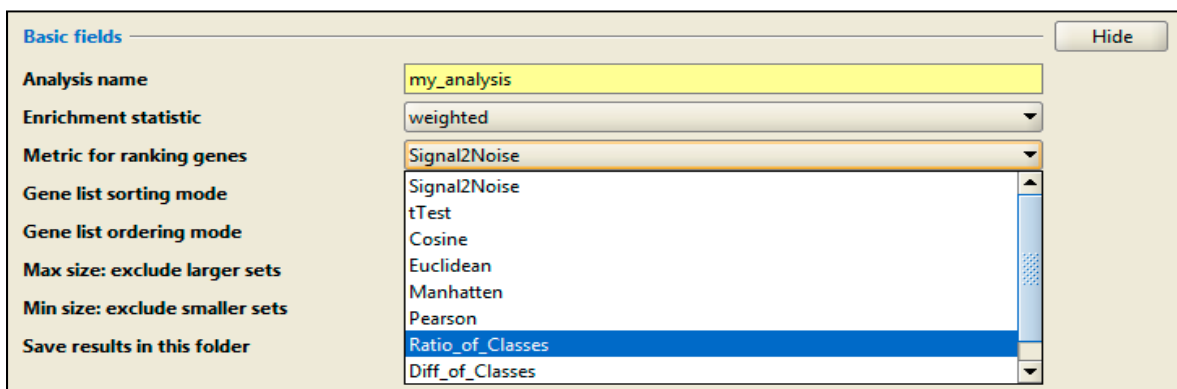 Basic fields Hide
Analysis name my_analysis
Enrichment statistic weighted
Metric for ranking genes Signal2Noise
Gene list sorting mode Signal2Noise
tTest
Gene list ordering mode Cosine
Euclidean
Max size: exclude larger sets
Manhatten
Min size: exclude smaller sets
Pearson
Save results in this folder Ratio_of_Classes
Diff_of_Classes